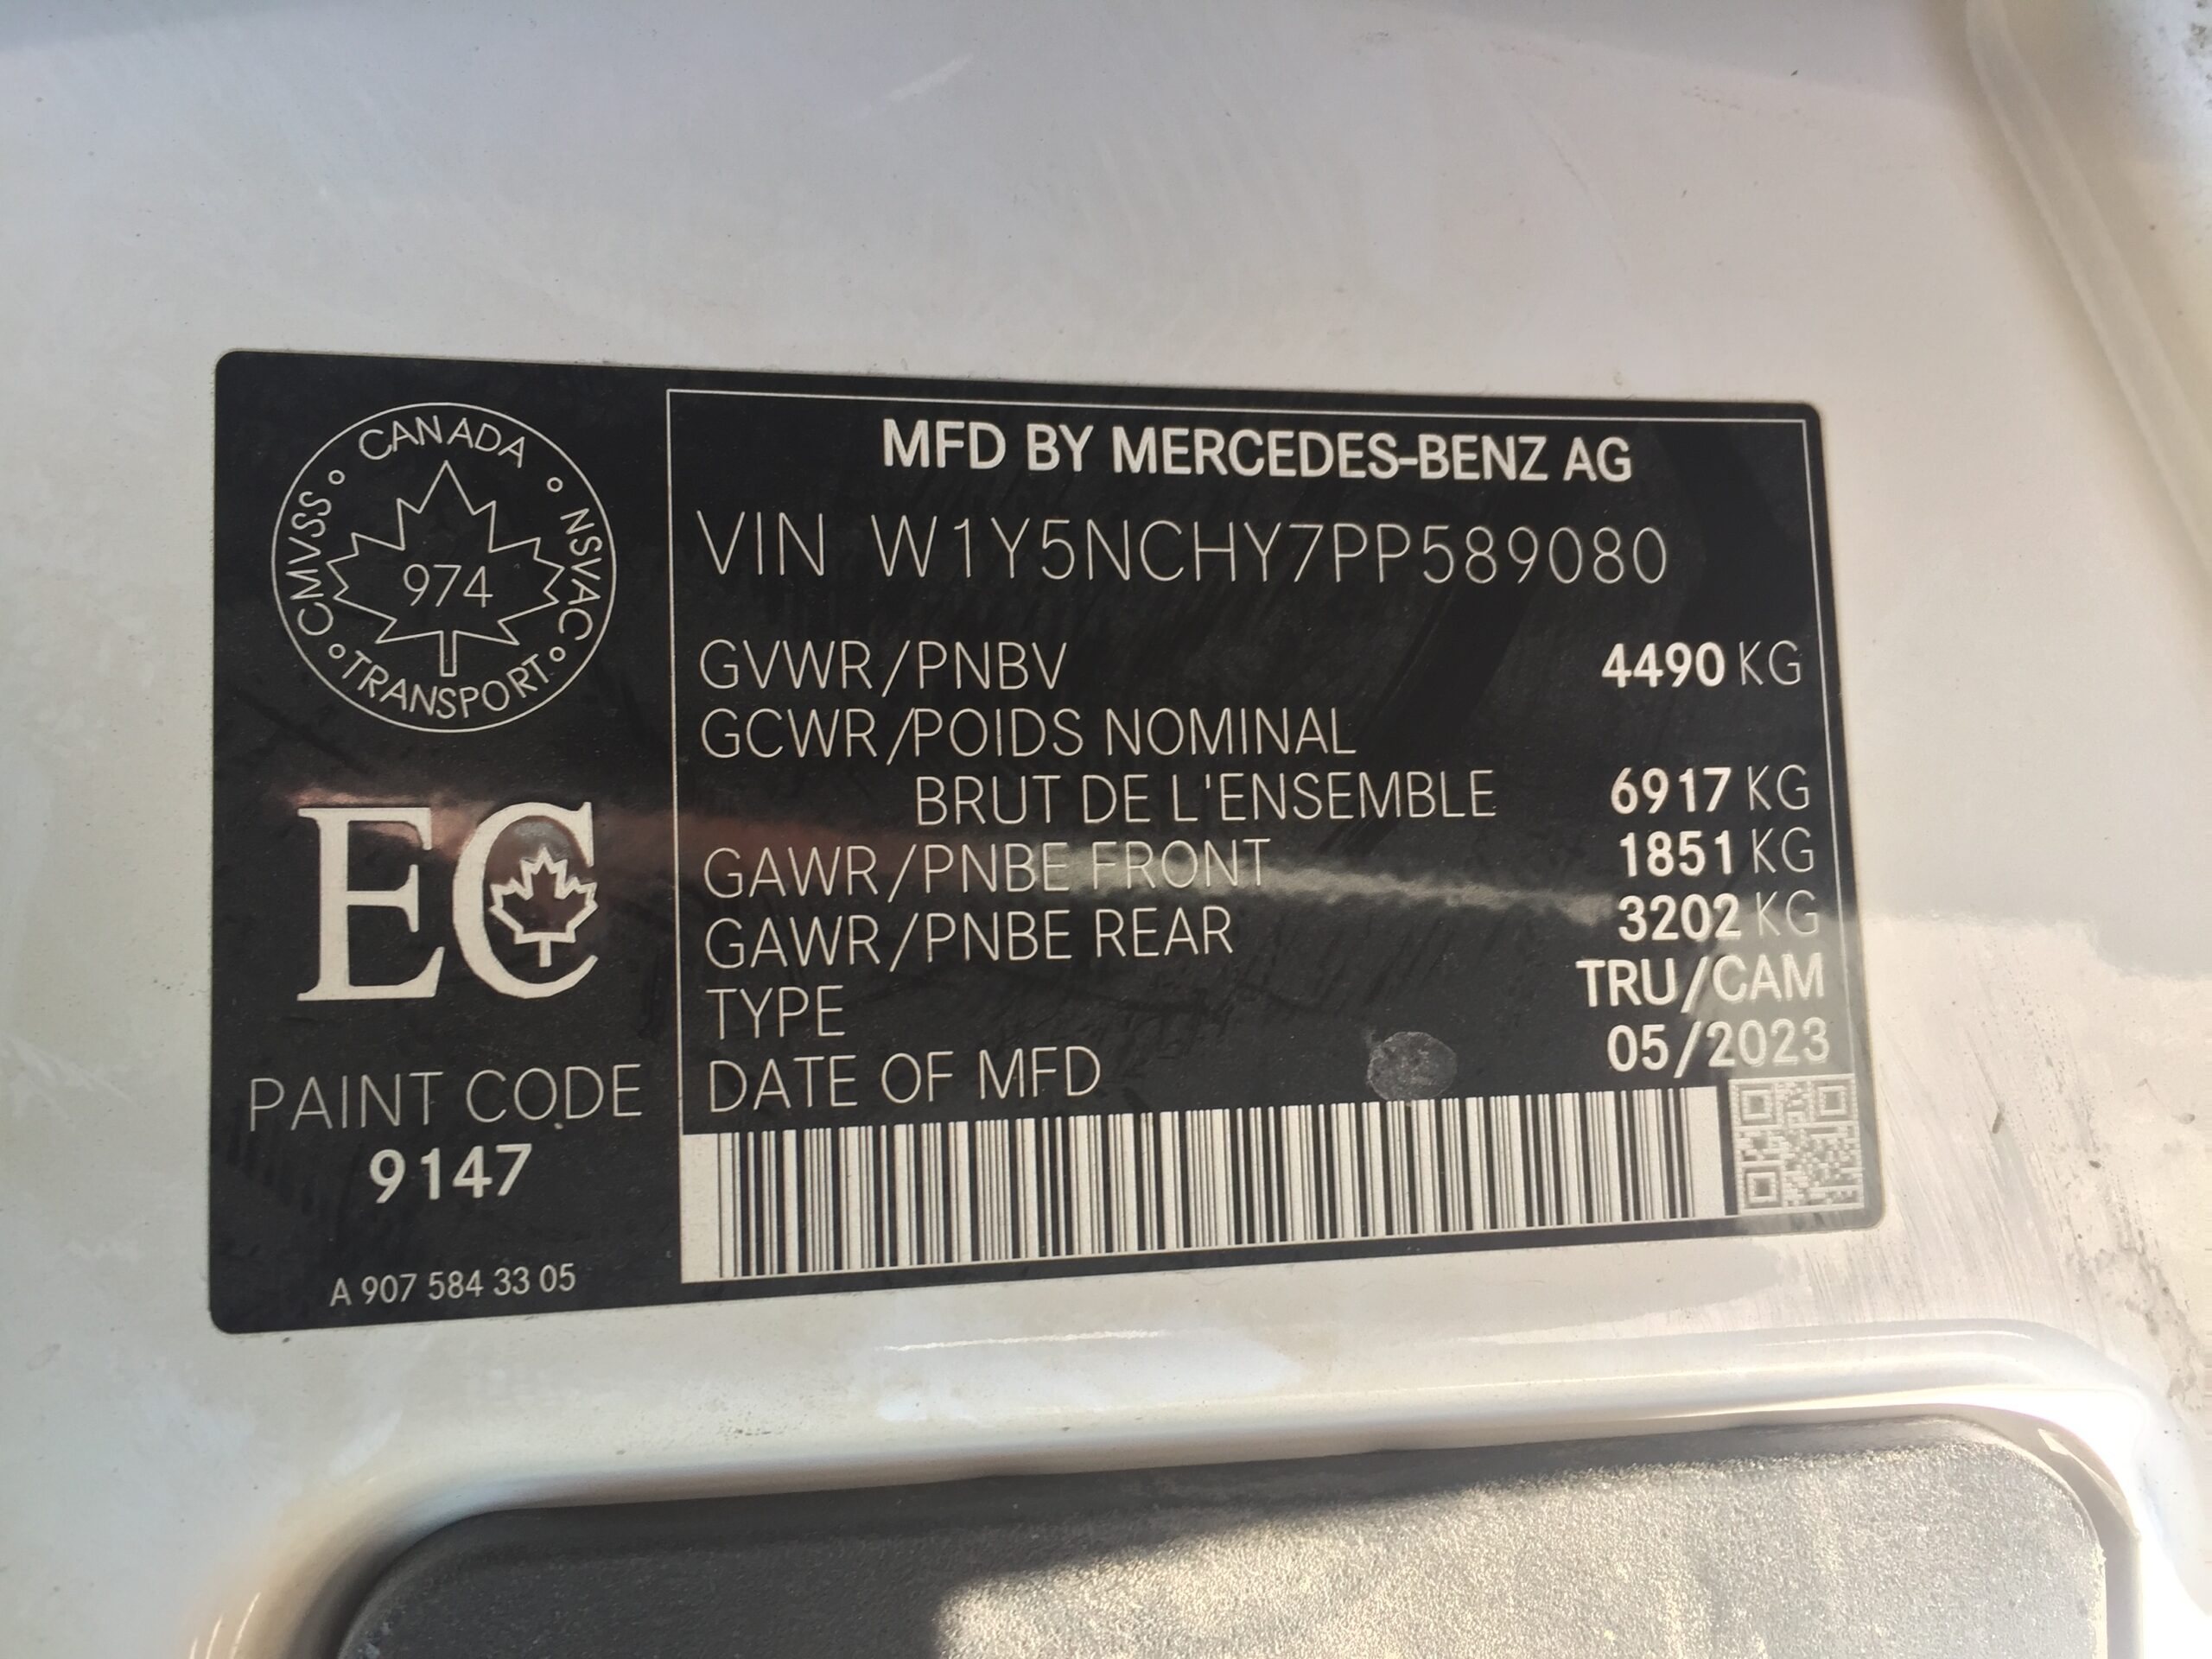 CANADA
CMVSS
NSVAC
974
TRANSPORT
EC
PAINT CODE
9147
A 907 584 33 05
MFD BY MERCEDES-BENZ AG
VIN W1Y5NCHY7PP589080
GVWR/PNBV 4490 KG
GCWR/POIDS NOMINAL
BRUT DE L'ENSEMBLE 6917 KG
GAWR/PNBE FRONT 1851 KG
GAWR/PNBE REAR 3202 KG
TYPE TRU/CAM
DATE OF MFD 05/2023